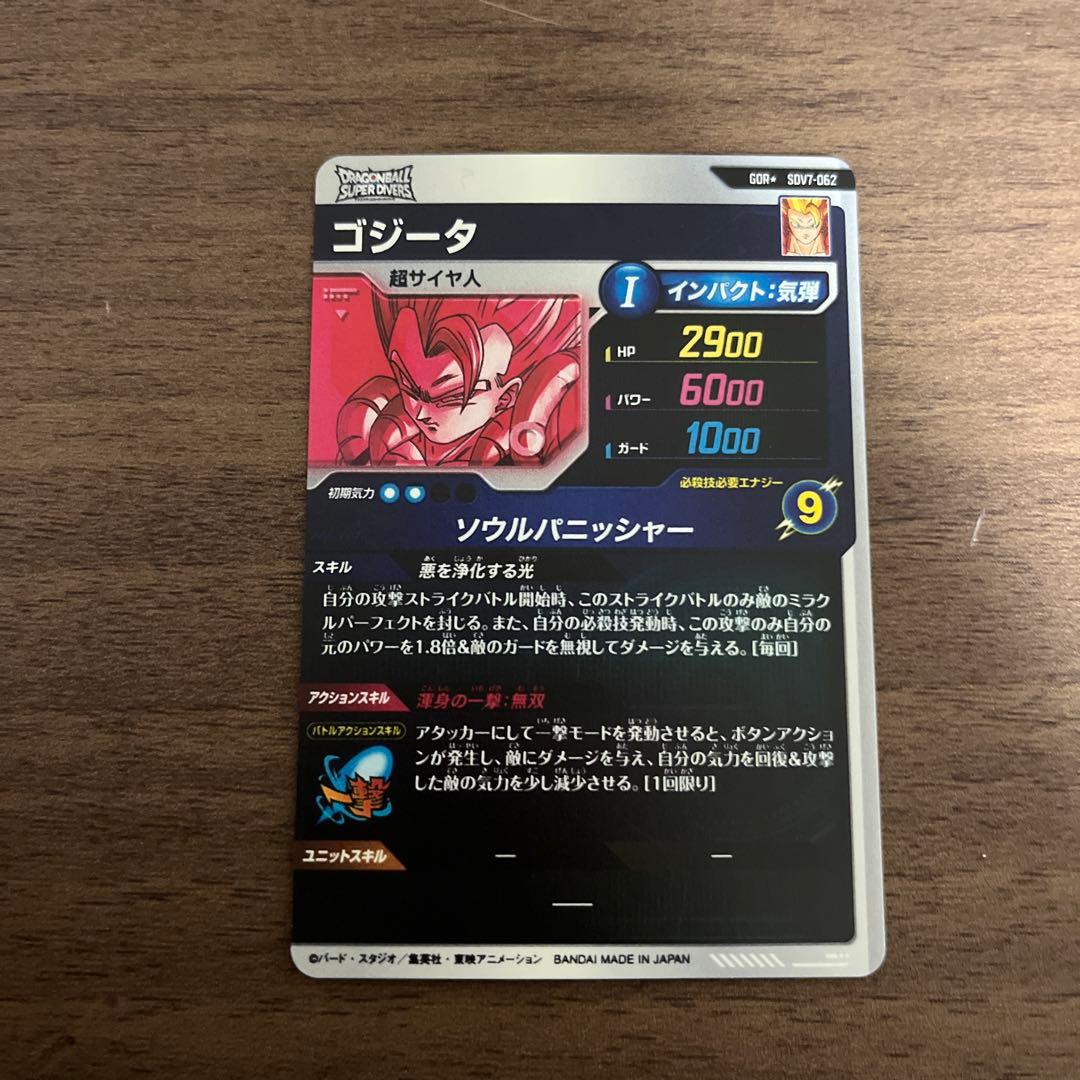 DRAGONBALL
SUPER DIVERS
GDR★ SDV7-062
ゴジータ
超サイヤ人
I インパクト：気弾
HP 2900
パワー 6000
ガード 1000
初期気力
必殺技必要エナジー
9
ソウルパニッシャー
スキル 悪を浄化する光
自分の攻撃ストライクバトル開始時、このストライクバトルのみ敵のミラク
ルパーフェクトを封じる。また、自分の必殺技発動時、この攻撃のみ自分の
元のパワーを1.8倍&敵のガードを無視してダメージを与える。[毎回]
アクションスキル 渾身の一撃：無双
バトルアクションスキル
アタッカーにして一撃モードを発動させると、ボタンアクショ
ンが発生し、敵にダメージを与え、自分の気力を回復&攻撃
した敵の気力を少し減少させる。[1回限り]
一撃
ユニットスキル — —
—
©バード・スタジオ／集英社・東映アニメーション BANDAI MADE IN JAPAN